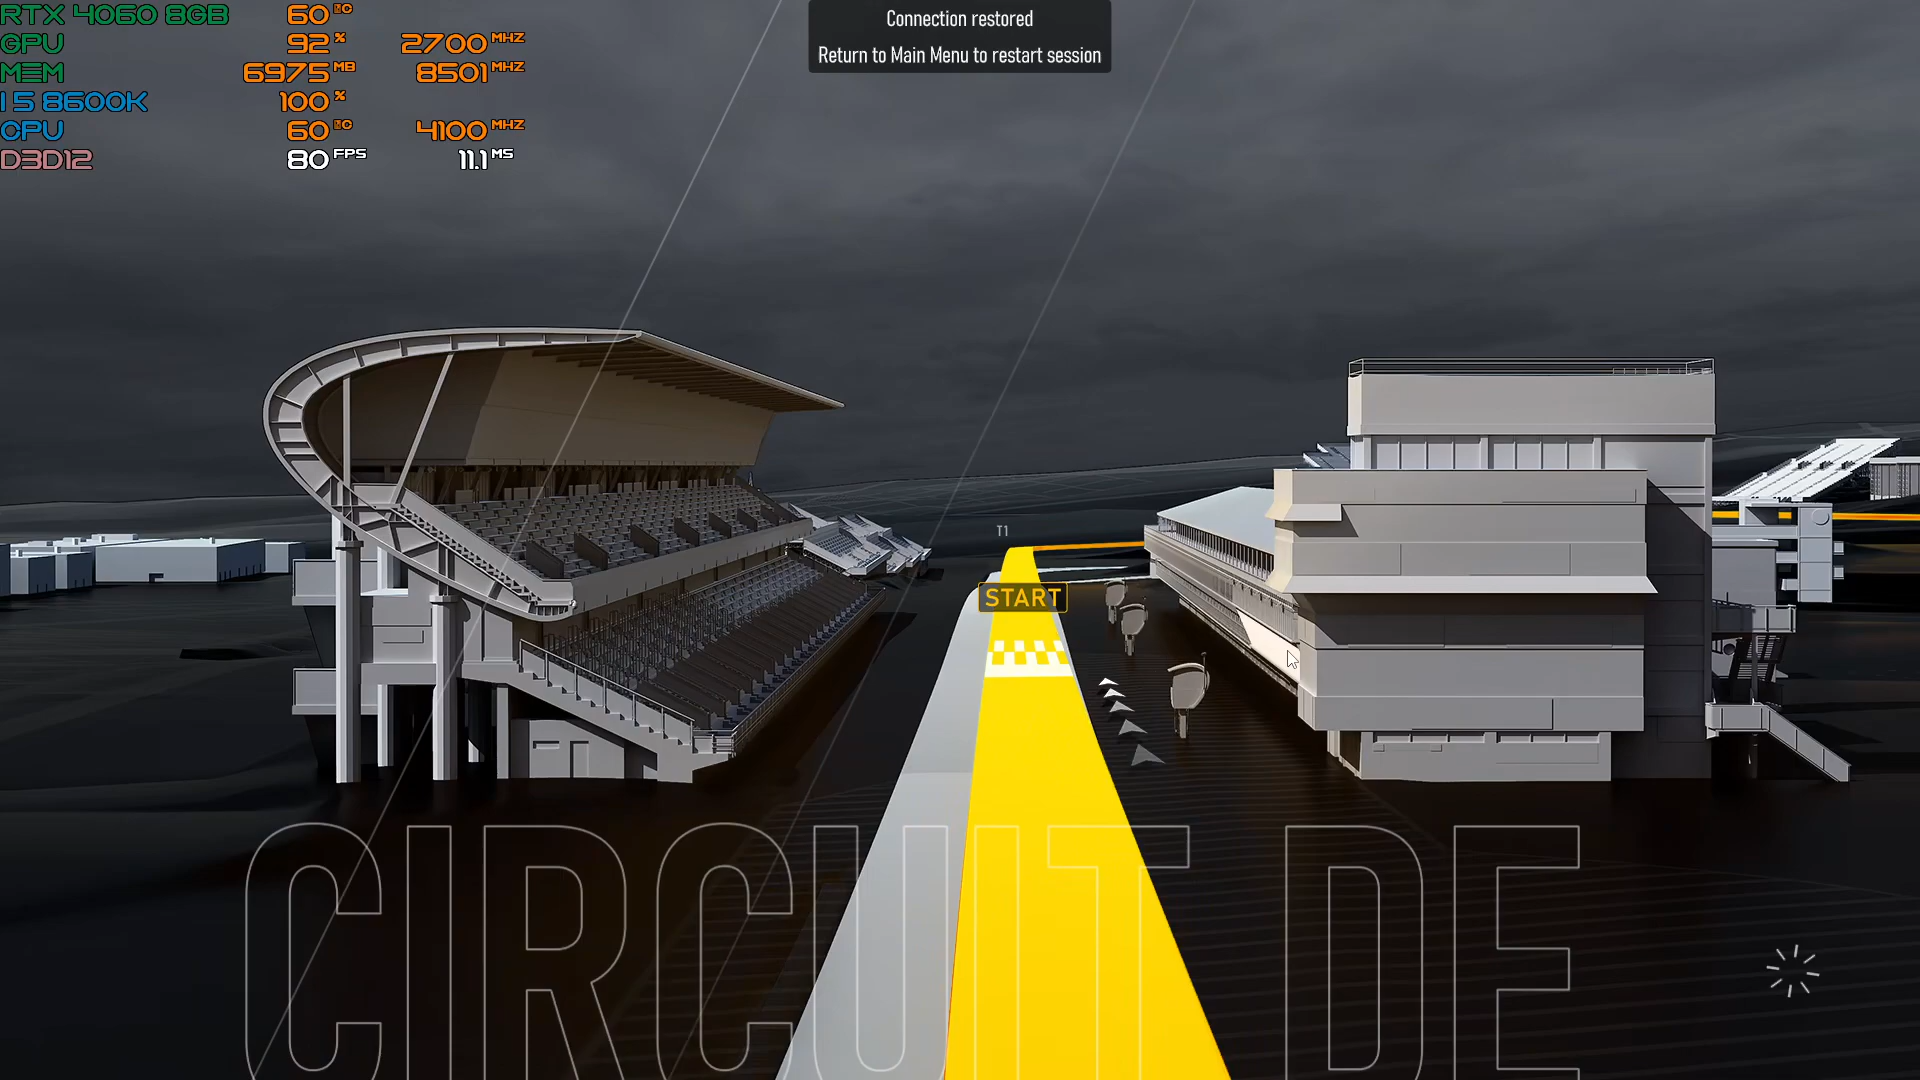 RTX 4060 8GB 60 °C
GPU 92 % 2700 MHZ
MEM 6975 MB 8501 MHZ
I5 8600K 100 %
CPU 60 °C 4100 MHZ
D3D12 80 FPS 11.1 MS
Connection restored
Return to Main Menu to restart session
T1
START
CIRCUIT DE